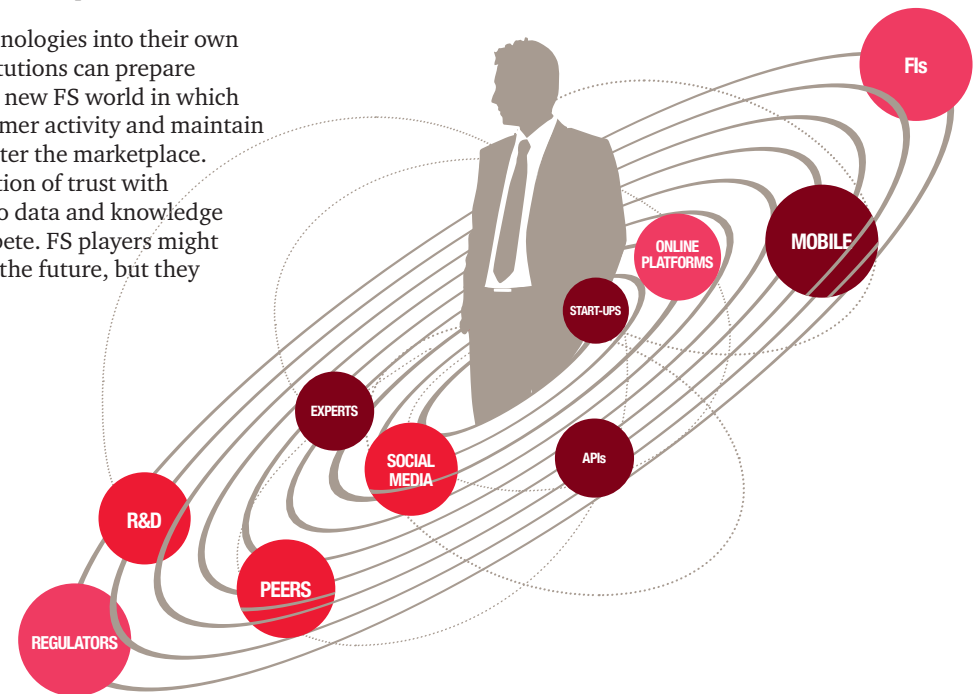 nologies into their own
tutions can prepare
new FS world in which
mer activity and maintain
ter the marketplace.
tion of trust with
o data and knowledge
pete. FS players might
the future, but they
FIs
MOBILE
ONLINE
PLATFORMS
START-UPS
EXPERTS
SOCIAL
MEDIA
APIs
R&D
PEERS
REGULATORS